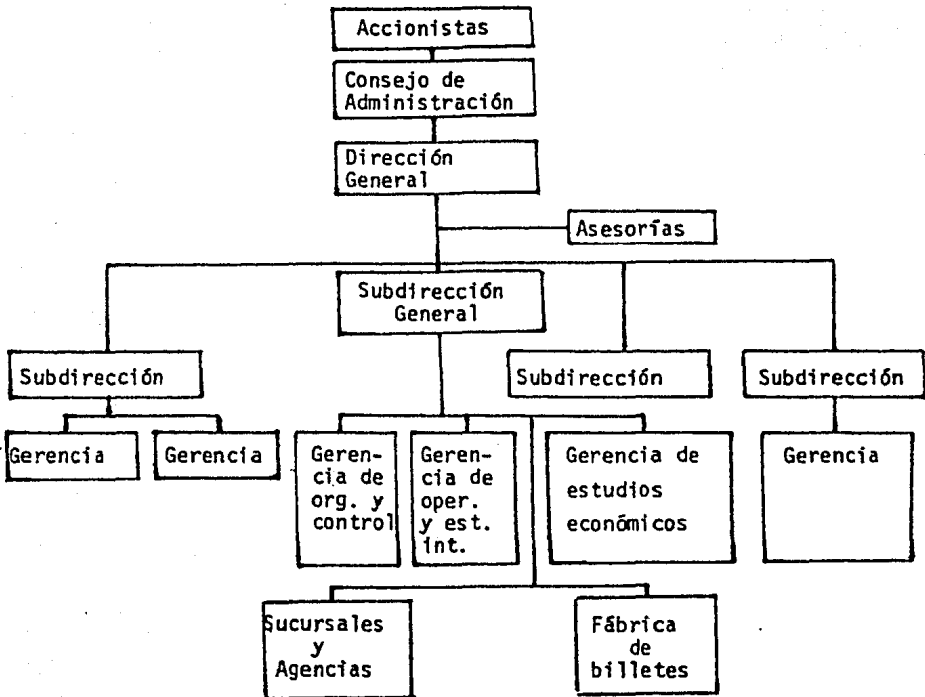 Accionistas
Consejo de
Administración
Dirección
General
Asesorías
Subdirección
General
Subdirección
Subdirección
Subdirección
Gerencia
Gerencia
Geren-
cia de
org. y
control
Geren-
cia de
oper.
y est.
int.
Gerencia de
estudios
económicos
Gerencia
Sucursales
y
Agencias
Fábrica
de
billetes